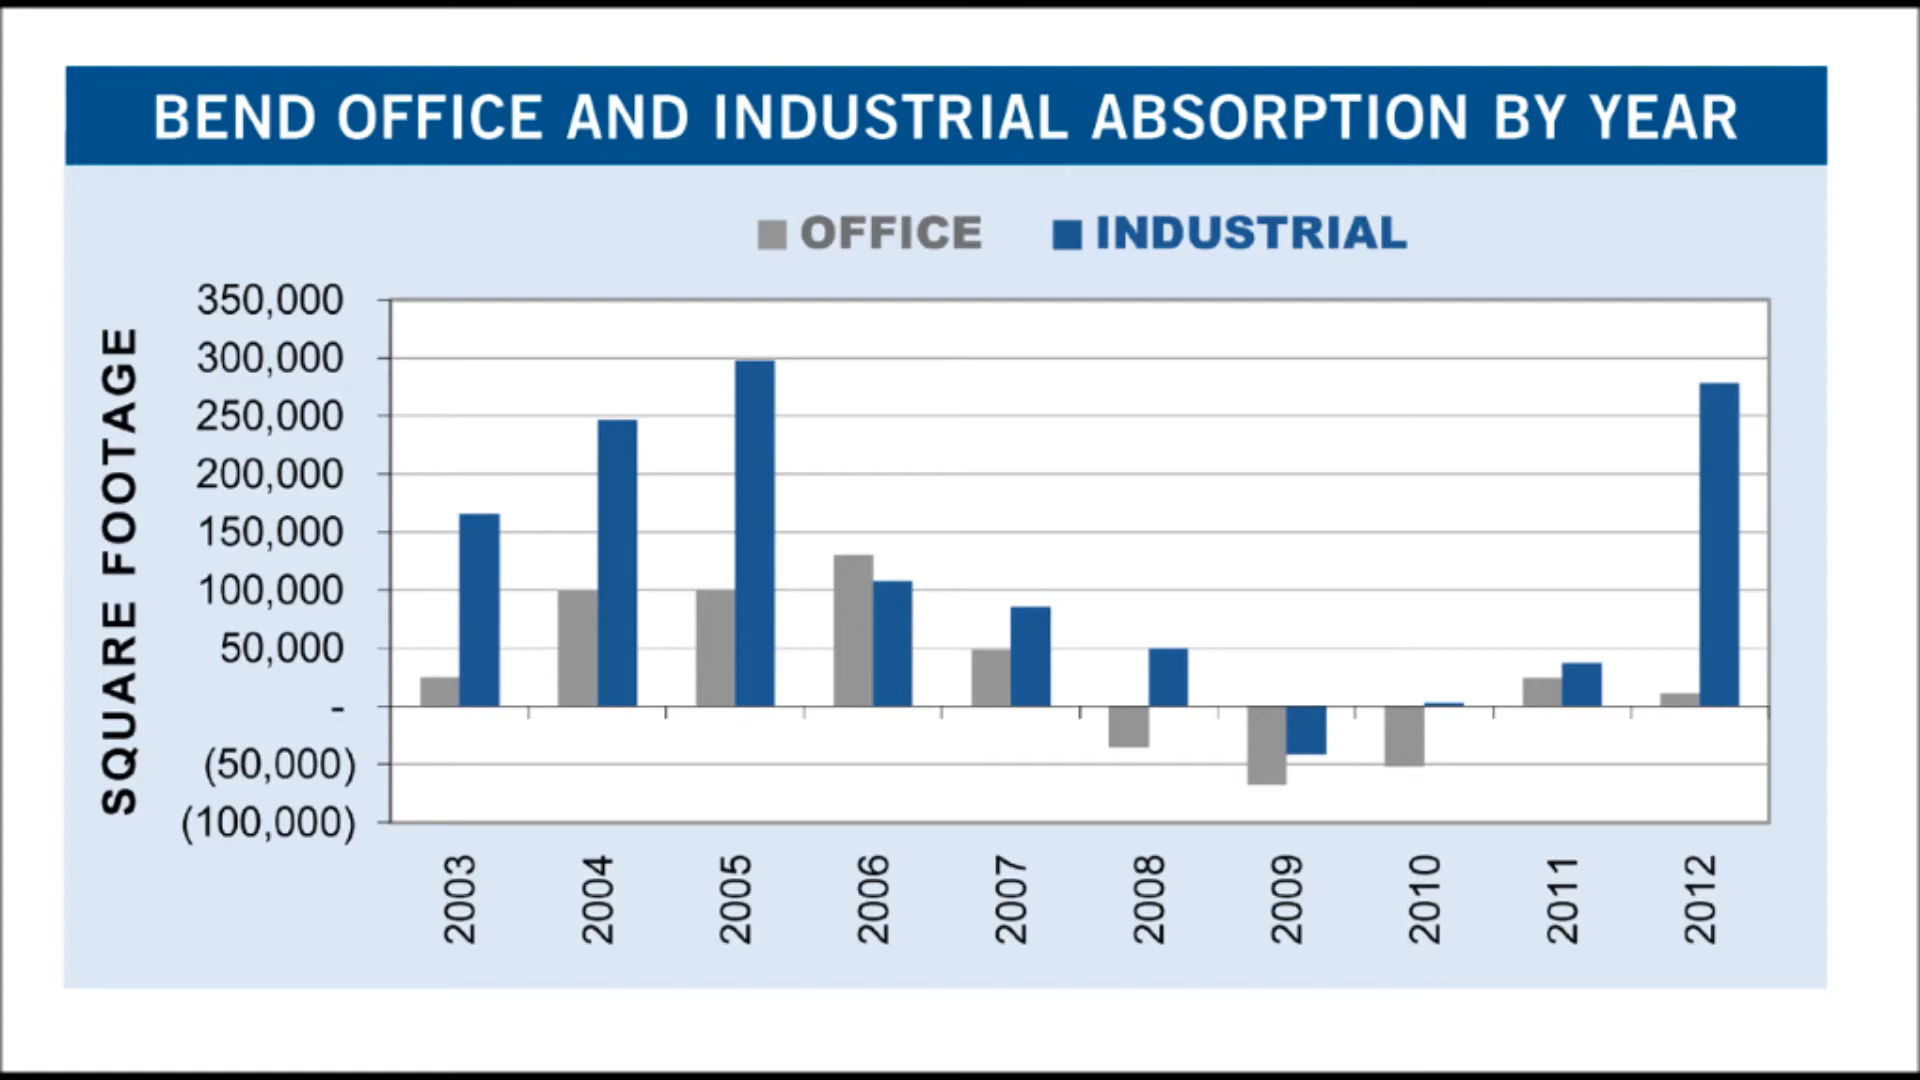 BEND OFFICE AND INDUSTRIAL ABSORPTION BY YEAR
OFFICE INDUSTRIAL
SQUARE FOOTAGE
350,000
300,000
250,000
200,000
150,000
100,000
50,000
-
(50,000)
(100,000)
2003 2004 2005 2006 2007 2008 2009 2010 2011 2012